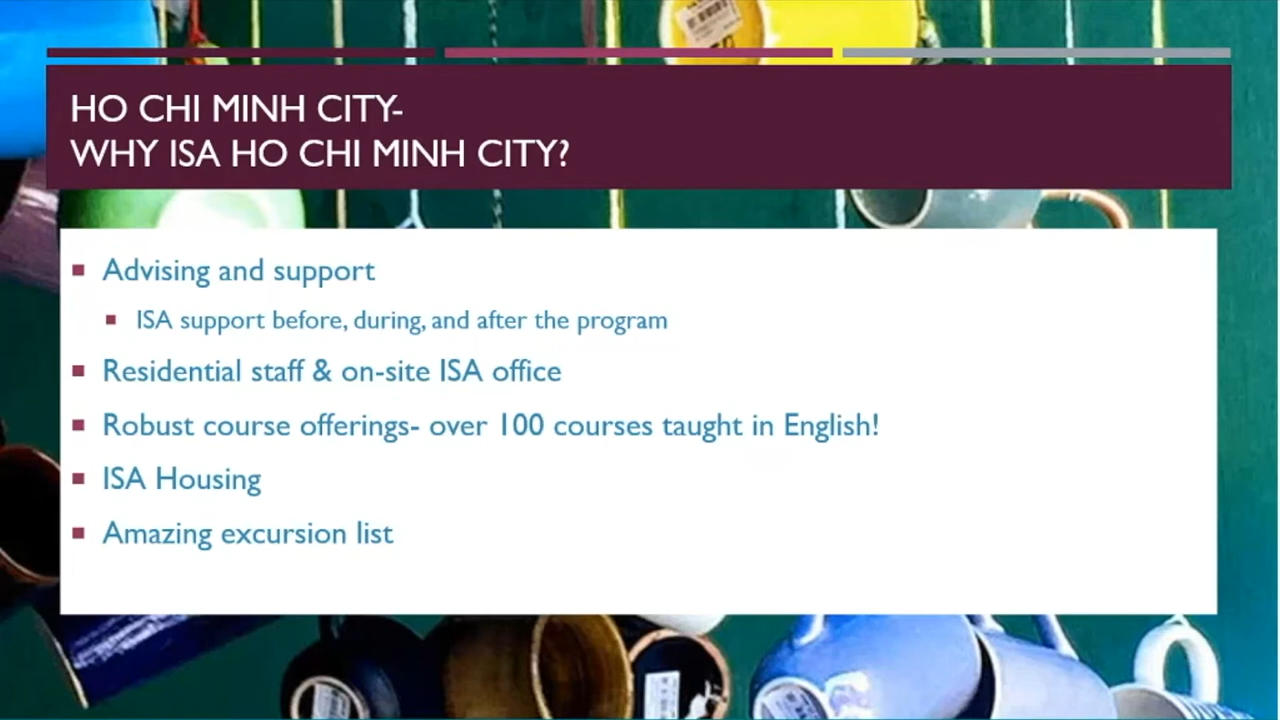 HO CHI MINH CITY-
WHY ISA HO CHI MINH CITY?
Advising and support
ISA support before, during, and after the program
Residential staff & on-site ISA office
Robust course offerings- over 100 courses taught in English!
ISA Housing
Amazing excursion list